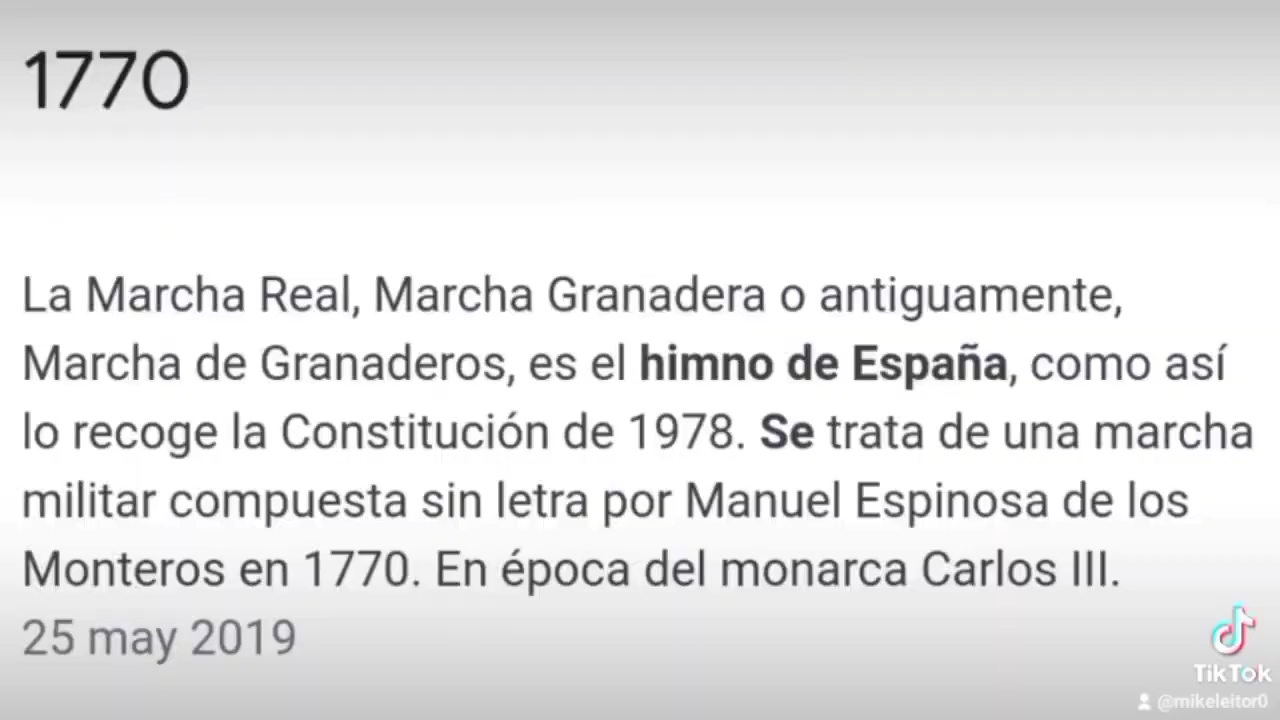 1770
La Marcha Real, Marcha Granadera o antiguamente,
Marcha de Granaderos, es el himno de España, como así
lo recoge la Constitución de 1978. Se trata de una marcha
militar compuesta sin letra por Manuel Espinosa de los
Monteros en 1770. En época del monarca Carlos III.
25 may 2019
TikTok
@mikeleitor0